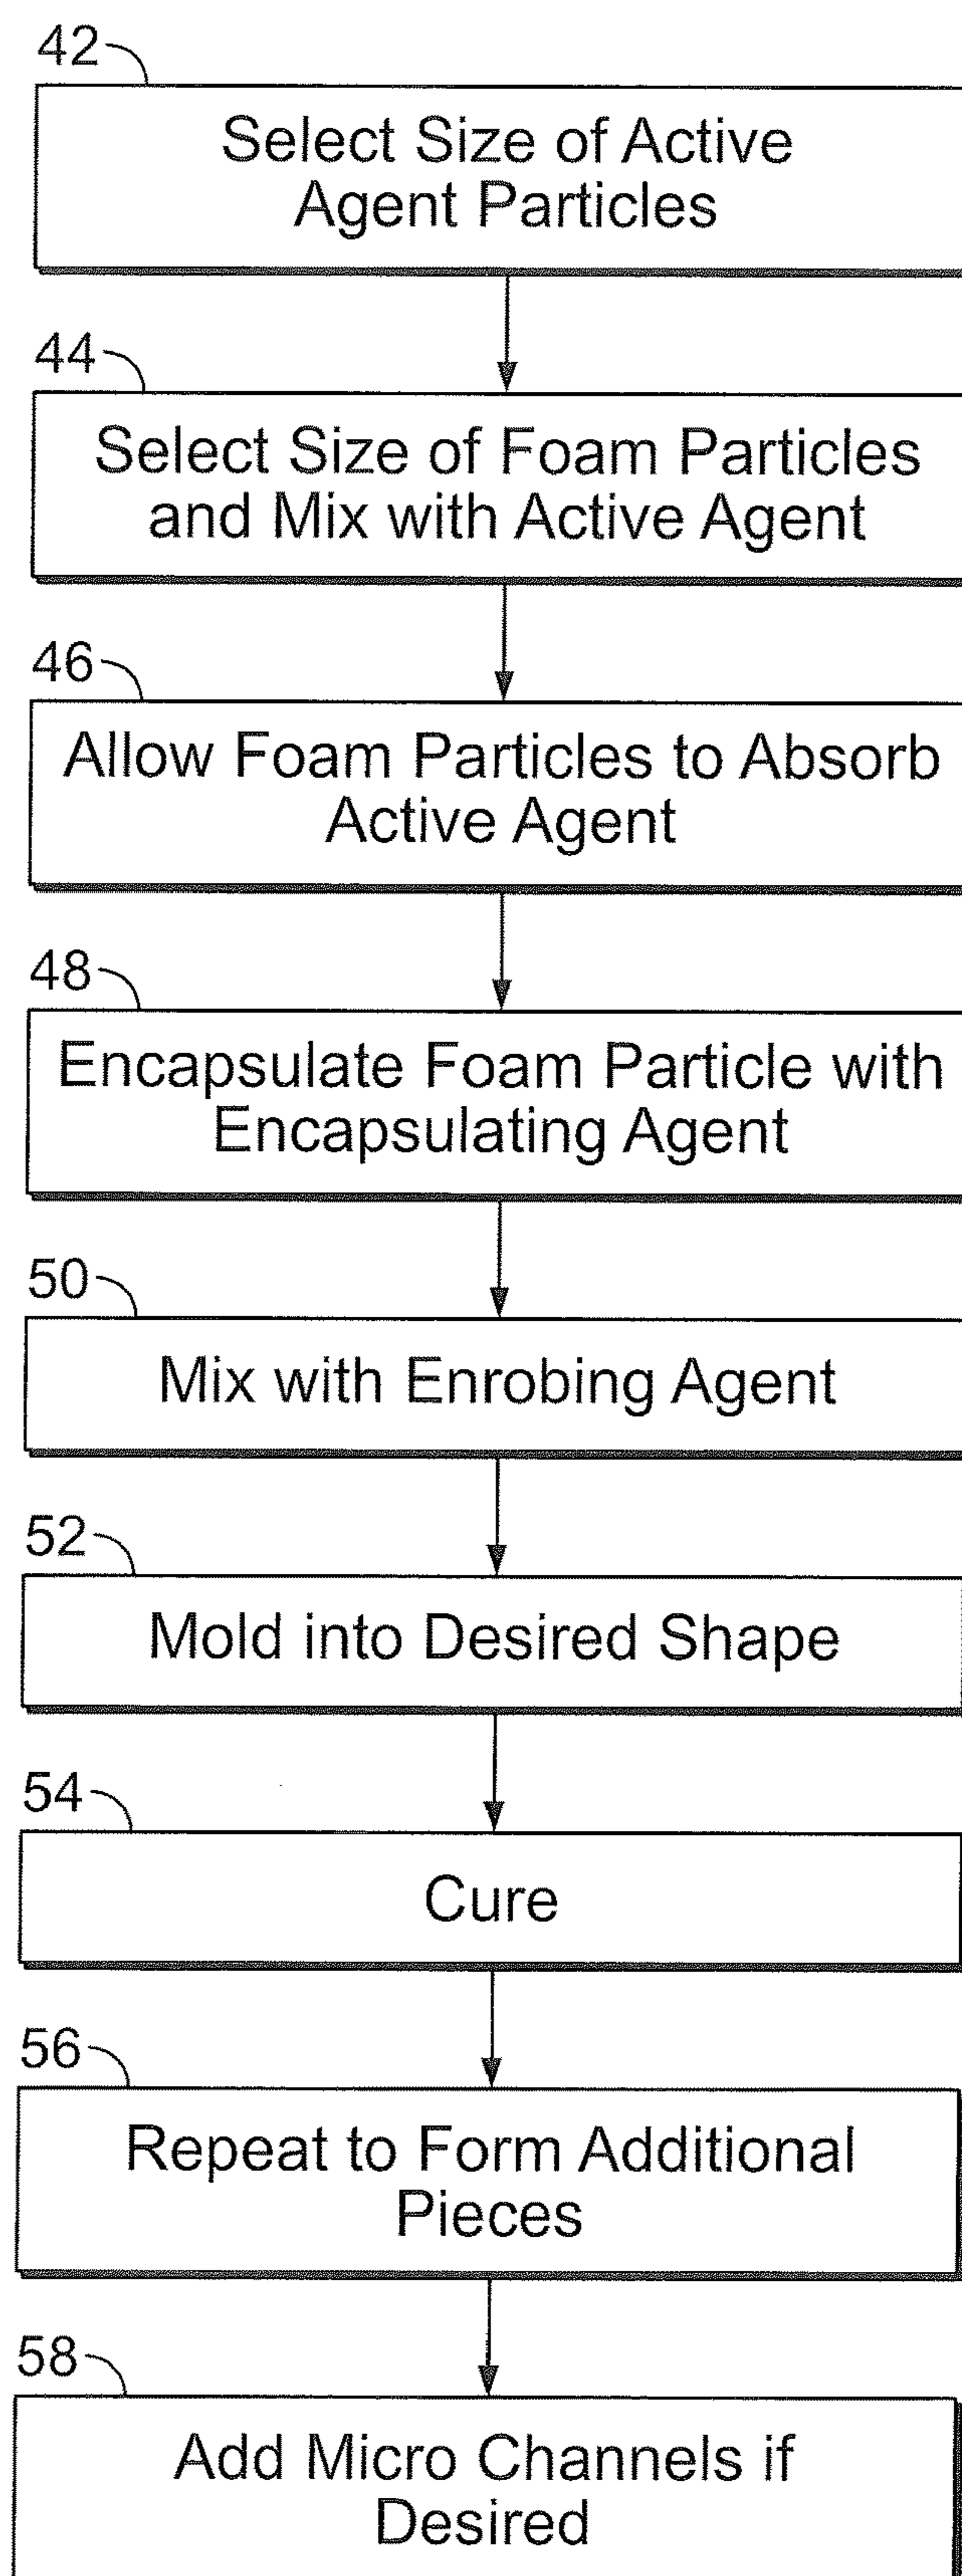 42
Select Size of Active
Agent Particles
44
Select Size of Foam Particles
and Mix with Active Agent
46
Allow Foam Particles to Absorb
Active Agent
48
Encapsulate Foam Particle with
Encapsulating Agent
50
Mix with Enrobing Agent
52
Mold into Desired Shape
54
Cure
56
Repeat to Form Additional
Pieces
58
Add Micro Channels if
Desired